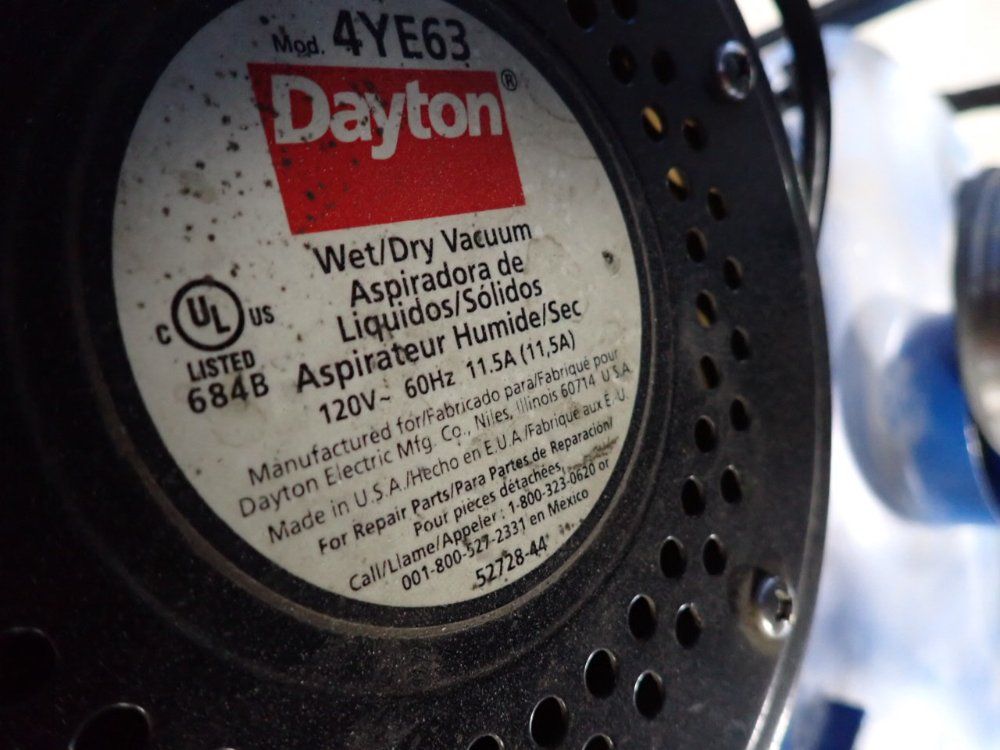 Mod. 4YE63
Dayton®
Wet/Dry Vacuum
Aspiradora de
Liquidos/Sólidos
Aspirateur Humide/Sec
120V~ 60Hz 11.5A (11,5A)
C UL US
LISTED
684B
Manufactured for/Fabricado para/Fabriqué pour
Dayton Electric Mfg. Co., Niles, Illinois 60714 U.S.A.
Made in U.S.A./Hecho en E.U.A./Fabriqué aux É.U.
For Repair Parts/Para Partes de Reparación/
Pour pièces détachées,
Call/Llame/Appeler : 1-800-323-0620 or
001-800-527-2331 en México
52728-44